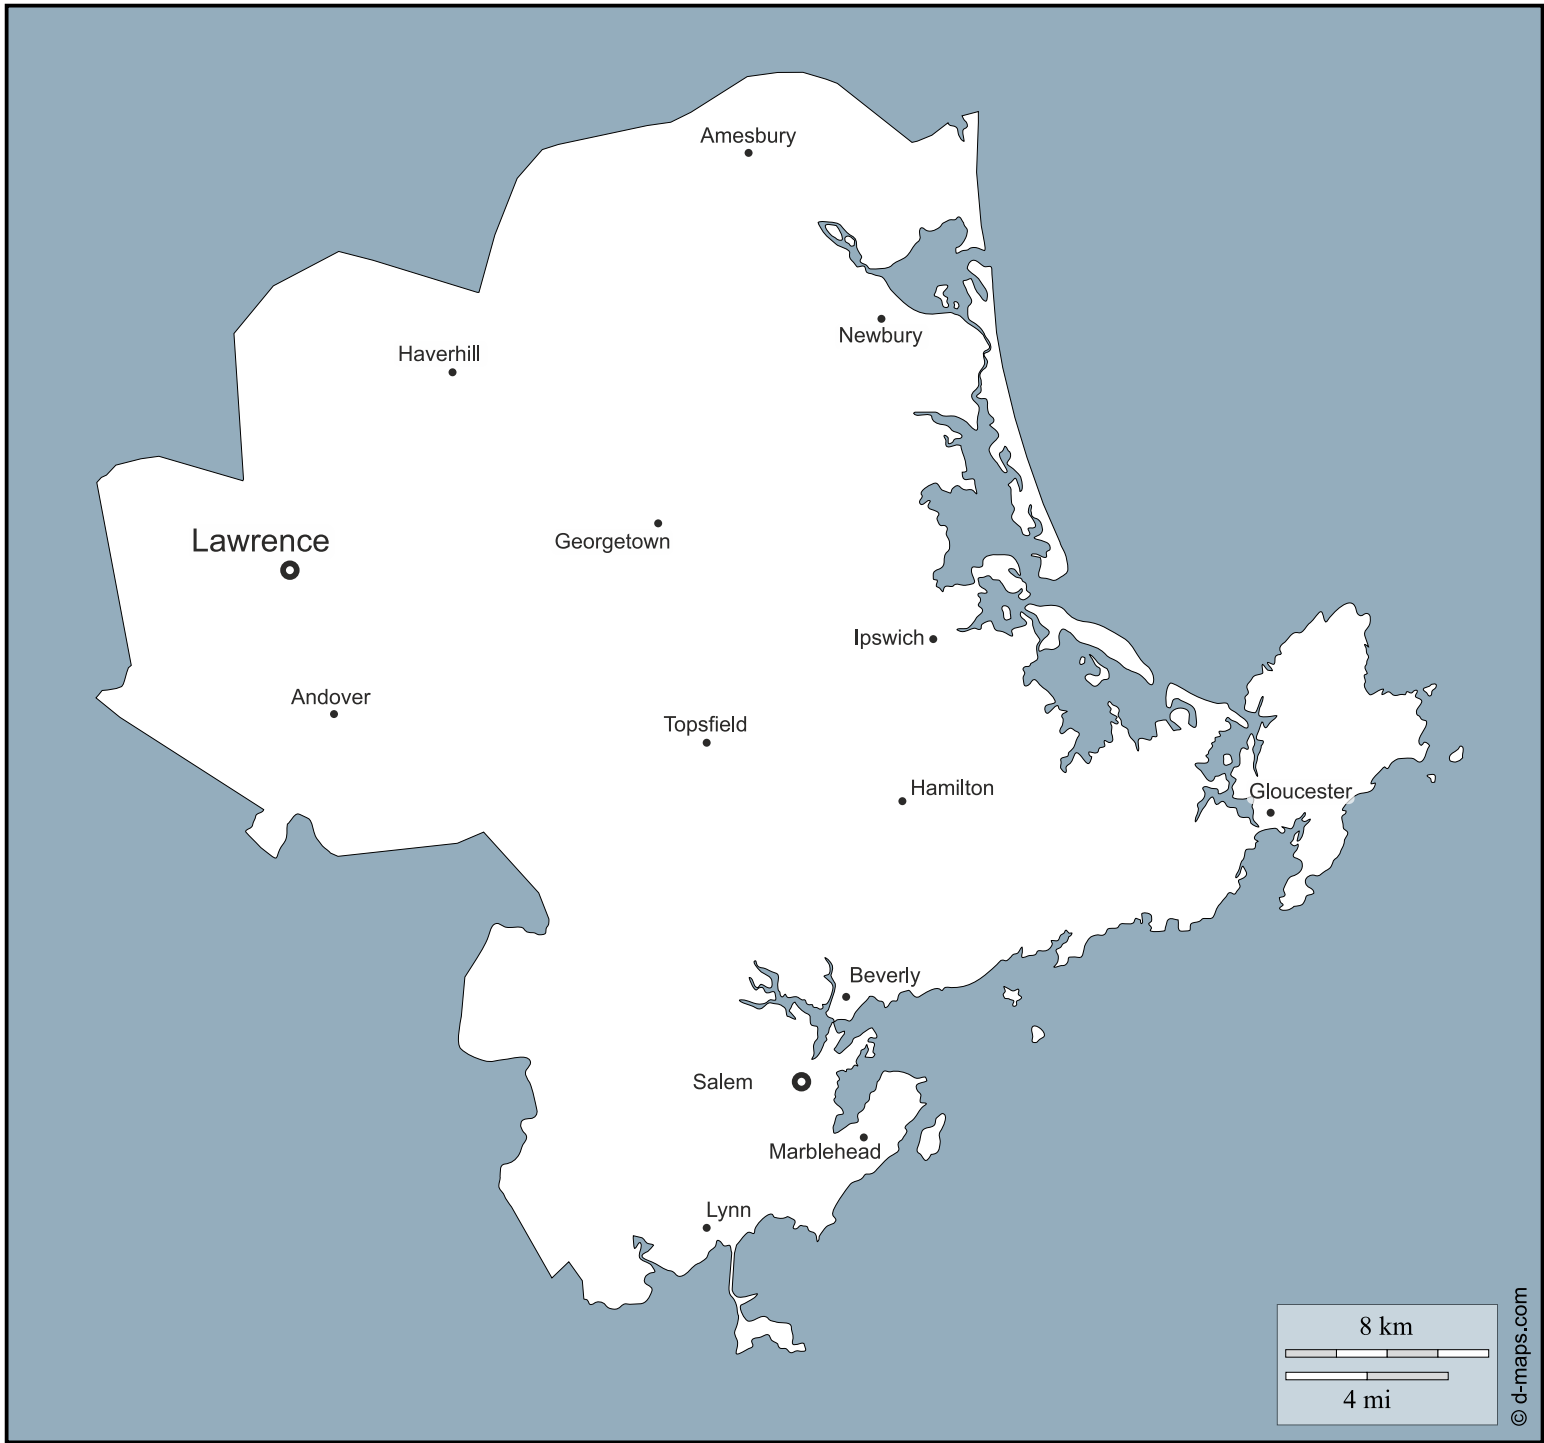 Amesbury
Newbury
Haverhill
Lawrence
Georgetown
Ipswich
Andover
Topsfield
Hamilton
Gloucester
Beverly
Salem
Marblehead
Lynn
8 km
4 mi
© d-maps.com